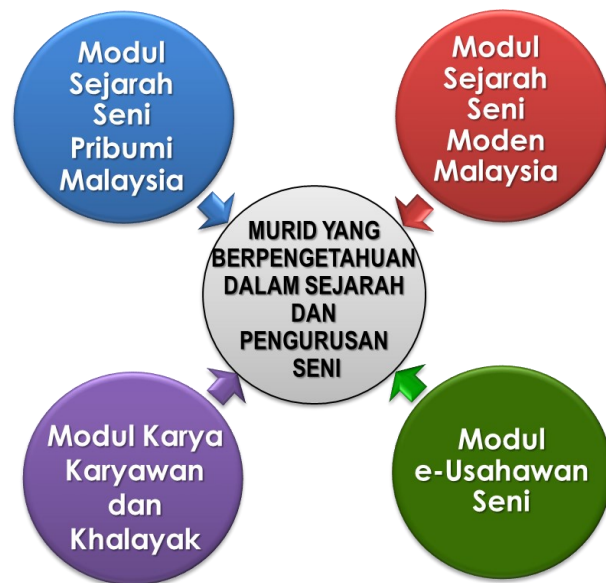 Modul
Sejarah
Seni
Pribumi
Malaysia
Modul
Sejarah
Seni
Moden
Malaysia
MURID YANG
BERPENGETAHUAN
DALAM SEJARAH
DAN
PENGURUSAN
SENI
Modul Karya
Karyawan
dan
Khalayak
Modul
e-Usahawan
Seni